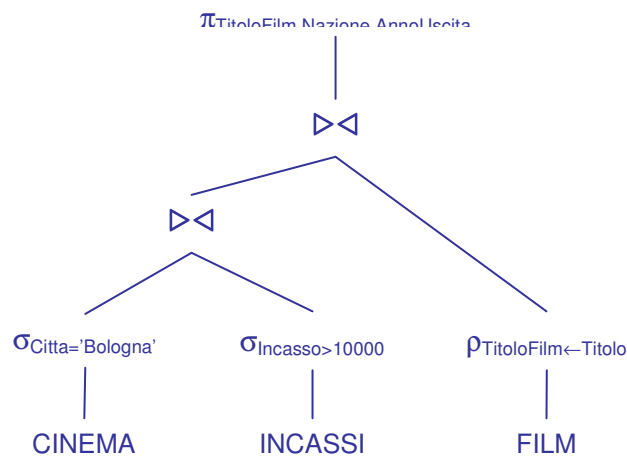 πTitoloFilm,Nazione,AnnoUscita
▷◁
▷◁
σCitta='Bologna'
σIncasso>10000
ρTitoloFilm←Titolo
CINEMA
INCASSI
FILM